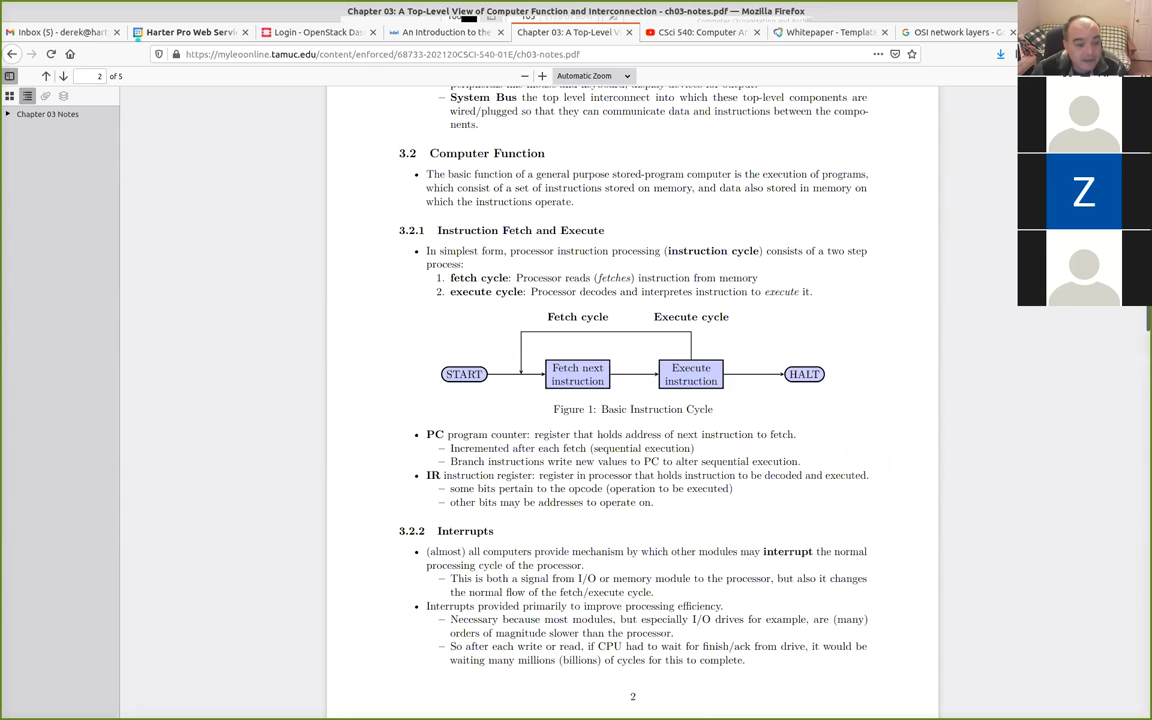 Chapter 03: A Top-Level View of Computer Function and Interconnection - ch03-notes.pdf - Mozilla Firefox
Inbox (5) - derek@hart
Harter Pro Web Servi
Login - OpenStack Das
An Introduction to the
Chapter 03: A Top-Level V
CSci 540: Computer Ar
Whitepaper - Template
OSI network layers - Go
https://myleoonline.tamuc.edu/content/enforced/68733-202120CSCI-540-01E/ch03-notes.pdf
2 of 5
Automatic Zoom
Chapter 03 Notes
peripherals like mouse and keyboard, display devices for output.
– System Bus the top level interconnect into which these top-level components are
wired/plugged so that they can communicate data and instructions between the compo-
nents.
3.2 Computer Function
• The basic function of a general purpose stored-program computer is the execution of programs,
which consist of a set of instructions stored on memory, and data also stored in memory on
which the instructions operate.
3.2.1 Instruction Fetch and Execute
• In simplest form, processor instruction processing (instruction cycle) consists of a two step
process:
1. fetch cycle: Processor reads (fetches) instruction from memory
2. execute cycle: Processor decodes and interprets instruction to execute it.
Fetch cycle Execute cycle
START
Fetch next
instruction
Execute
instruction
HALT
Figure 1: Basic Instruction Cycle
• PC program counter: register that holds address of next instruction to fetch.
– Incremented after each fetch (sequential execution)
– Branch instructions write new values to PC to alter sequential execution.
• IR instruction register: register in processor that holds instruction to be decoded and executed.
– some bits pertain to the opcode (operation to be executed)
– other bits may be addresses to operate on.
3.2.2 Interrupts
• (almost) all computers provide mechanism by which other modules may interrupt the normal
processing cycle of the processor.
– This is both a signal from I/O or memory module to the processor, but also it changes
the normal flow of the fetch/execute cycle.
• Interrupts provided primarily to improve processing efficiency.
– Necessary because most modules, but especially I/O drives for example, are (many)
orders of magnitude slower than the processor.
– So after each write or read, if CPU had to wait for finish/ack from drive, it would be
waiting many millions (billions) of cycles for this to complete.
2
Z